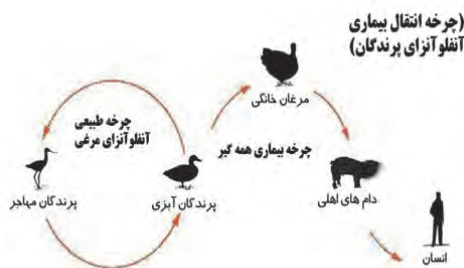 (چرخه انتقال بیماری
آنفلوآنزای پرندگان)
مرغان خانگی
چرخه طبیعی
آنفلوآنزای مرغی
چرخه بیماری همه گیر
پرندگان مهاجر
پرندگان آبزی
دام های اهلی
انسان